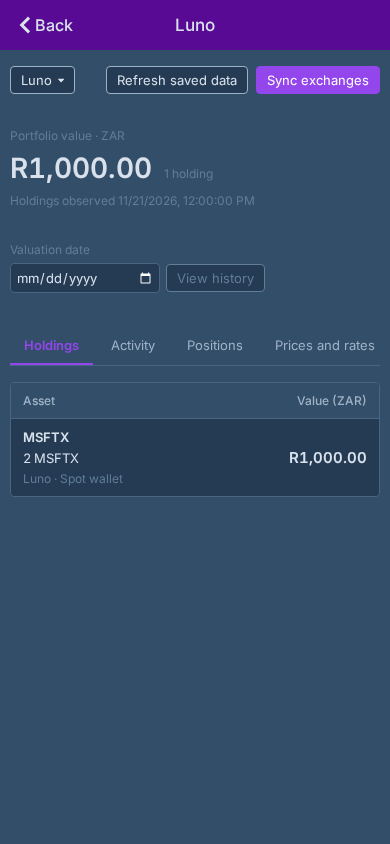 Back
Luno
Luno
Refresh saved data
Sync exchanges
Portfolio value · ZAR
R1,000.00
1 holding
Holdings observed 11/21/2026, 12:00:00 PM
Valuation date
mm/dd/yyyy
View history
Holdings
Activity
Positions
Prices and rates
Asset
Value (ZAR)
MSFTX
2 MSFTX
R1,000.00
Luno · Spot wallet